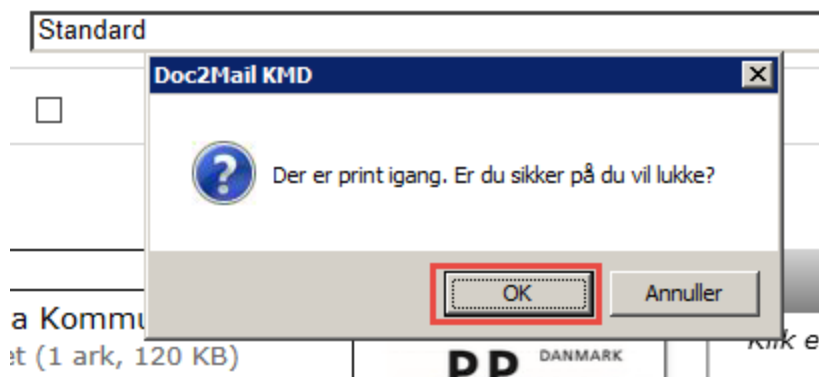 Standard
Doc2Mail KMD
Der er print igang. Er du sikker på du vil lukke?
OK
Annuller
a Kommu
et (1 ark, 120 KB)
PP DANMARK
Klik e